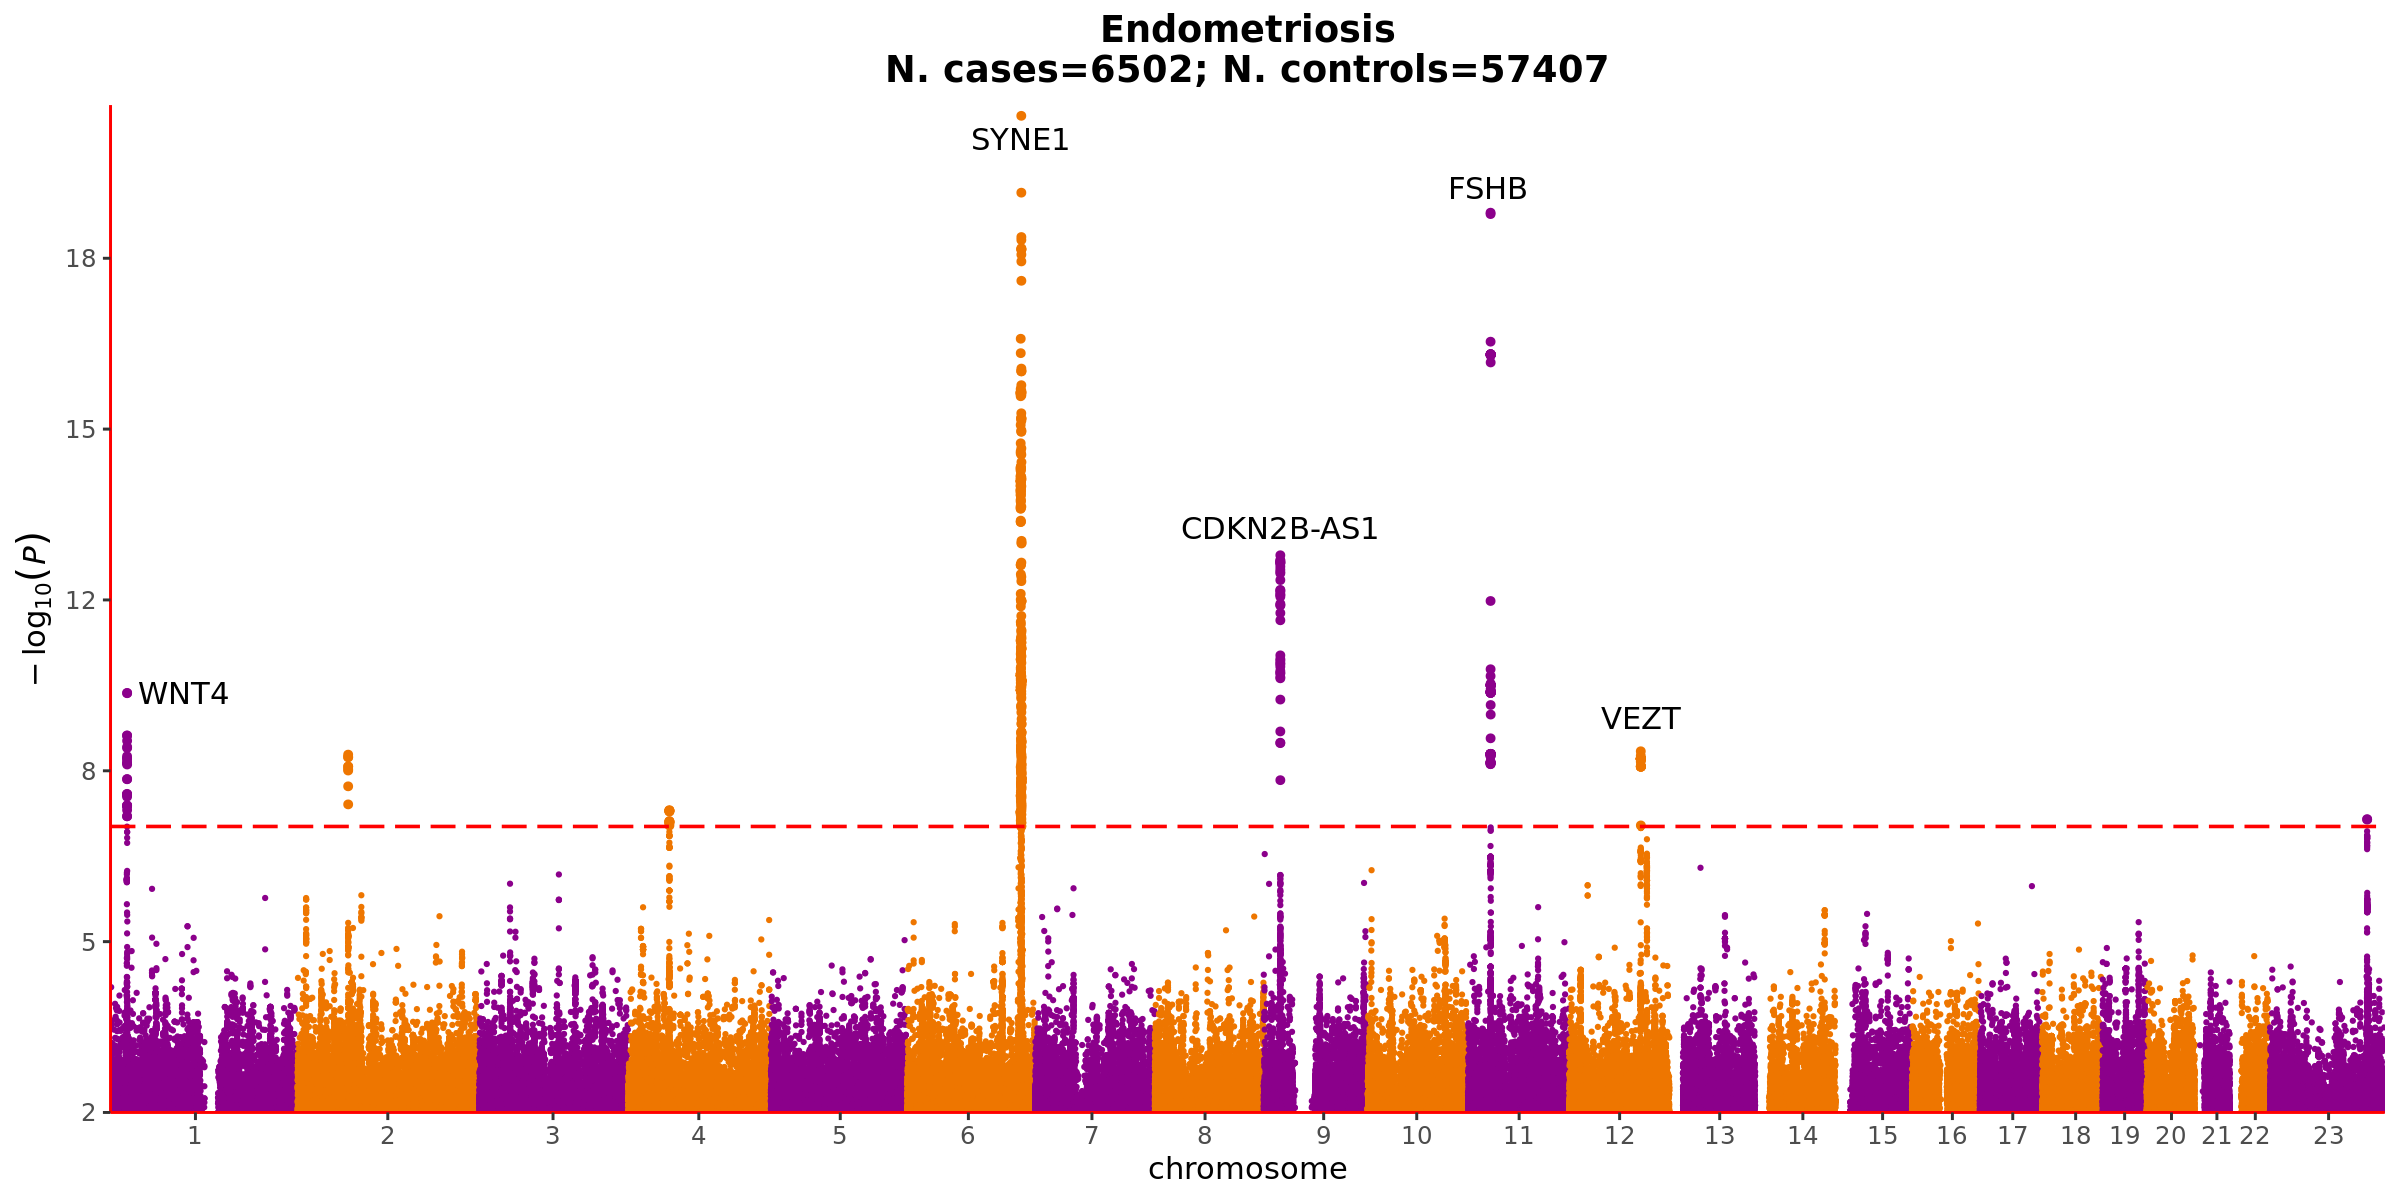 Endometriosis
N. cases=6502; N. controls=57407
SYNE1
FSHB
18
15
CDKN2B-AS1
12
WNT4
VEZT
8
5
2
−log10(P)
1 2 3 4 5 6 7 8 9 10 11 12 13 14 15 16 17 18 19 20 21 22 23
chromosome